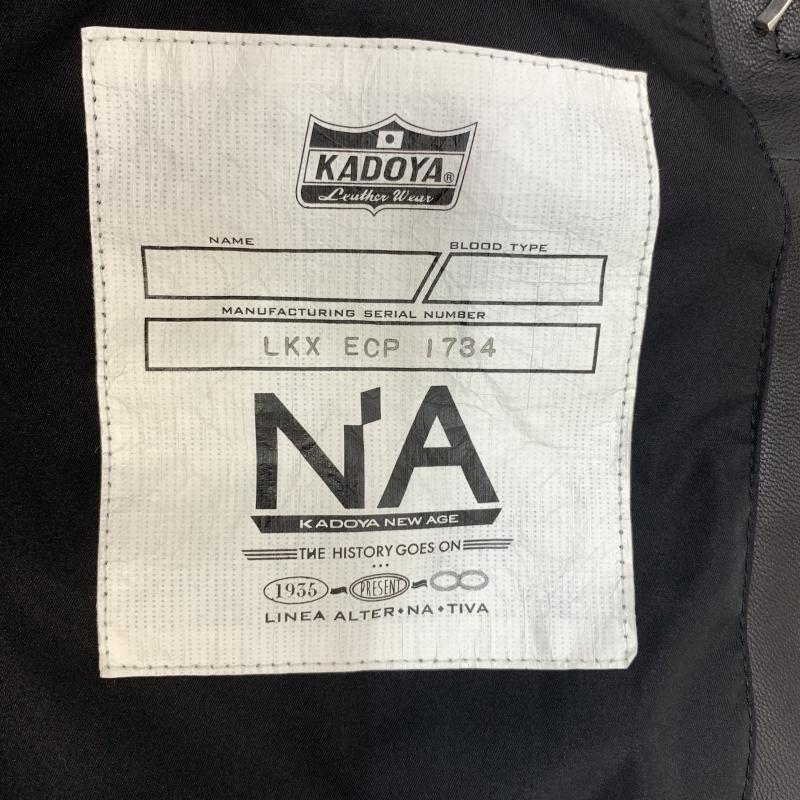 KADOYA®
Leather Wear
NAME
BLOOD TYPE
MANUFACTURING SERIAL NUMBER
LKX ECP 1734
N'A
KADOYA NEW AGE
THE HISTORY GOES ON
...
1935 PRESENT ∞
LINEA ALTER•NA•TIVA